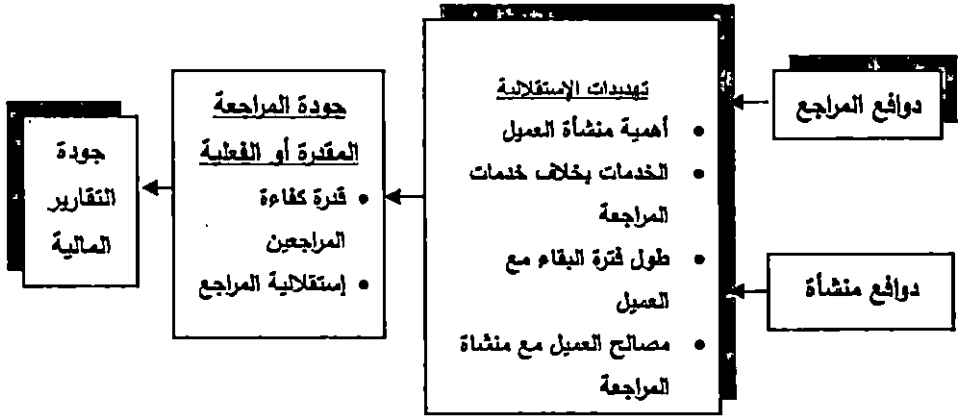 دوافع المراجع
دوافع منشأة
تهديدات الإستقلالية
• أهمية منشأة العميل
• الخدمات بخلاف خدمات
المراجعة
• طول فترة البقاء مع
العميل
• مصالح العميل مع منشاة
المراجعة
جودة المراجعة
المقدرة أو الفعلية
• قدرة كفاءة
المراجعين
• إستقلالية المراجع
جودة
التقارير
المالية